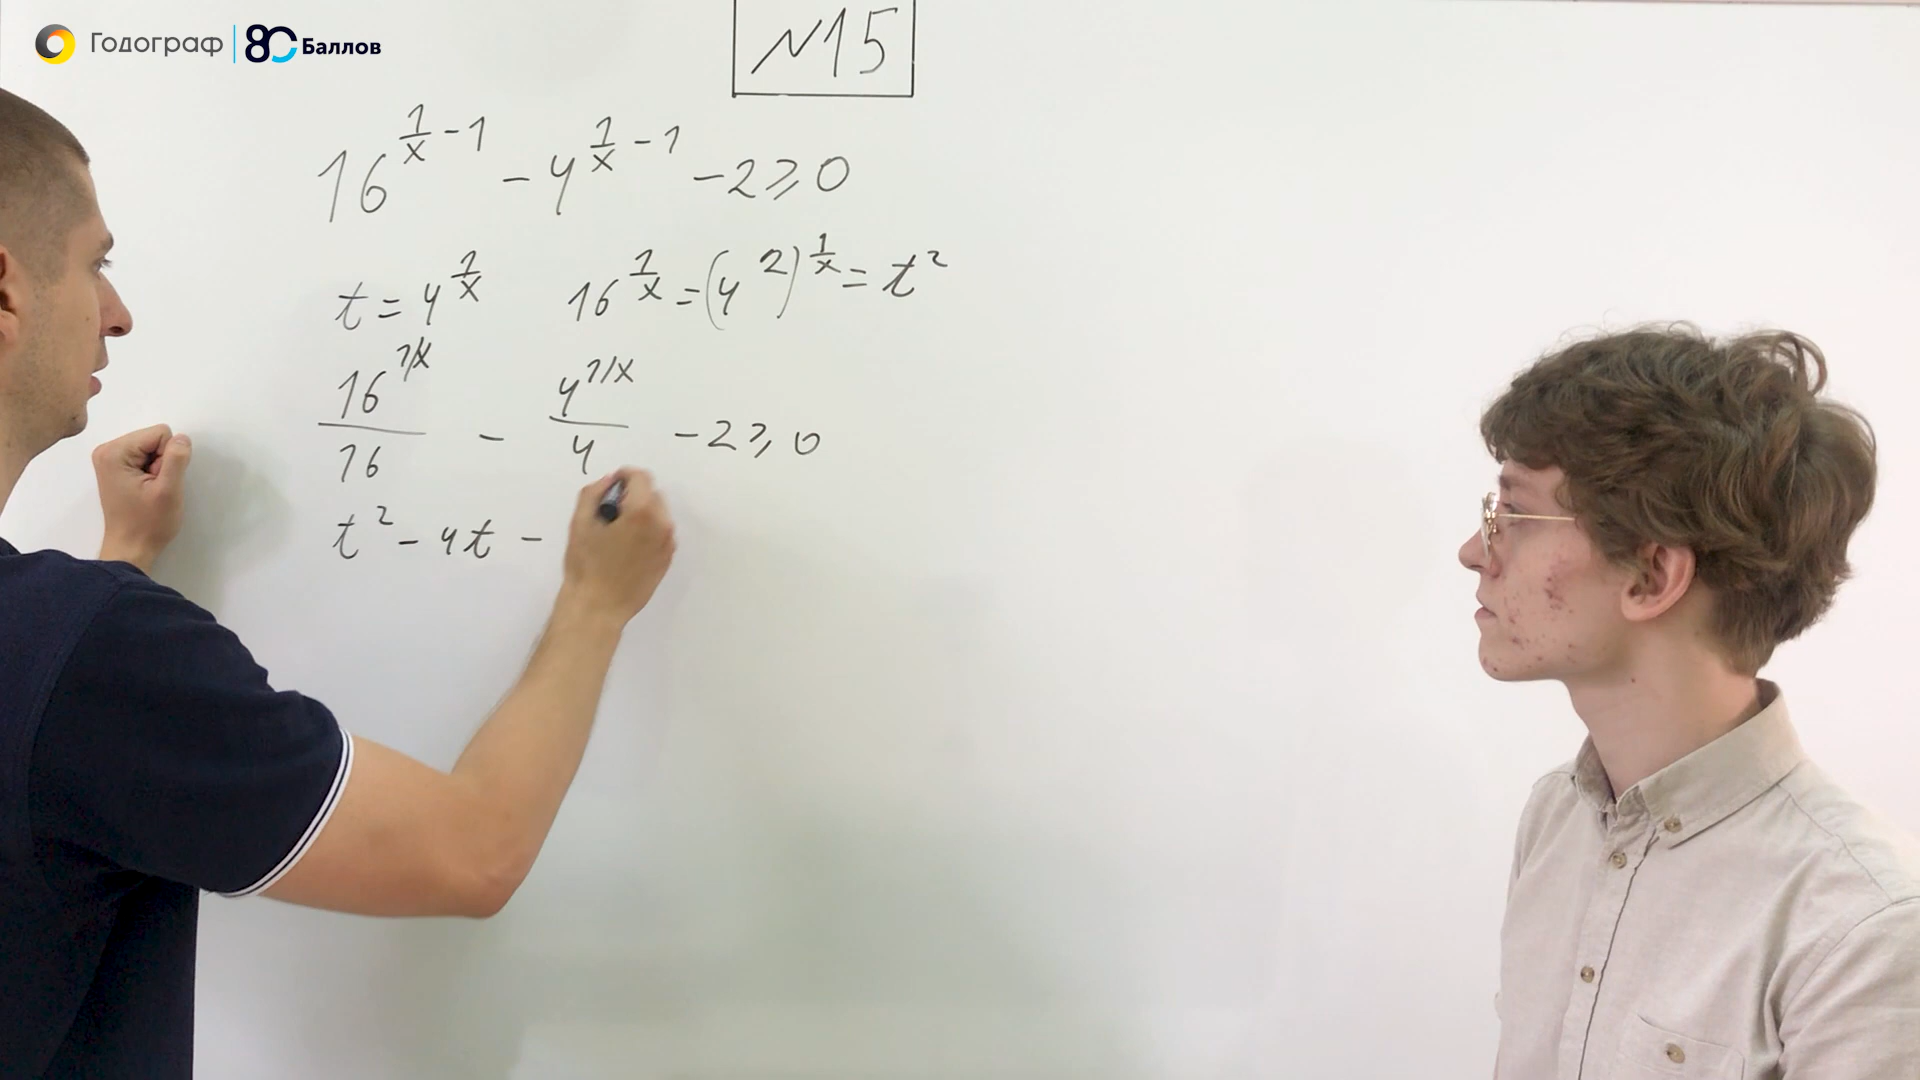 Годограф 80 Баллов
№15
16^(1/x - 1) - 4^(1/x - 1) - 2 ⩾ 0
t = 4^(1/x) 16^(1/x) = (4^2)^(1/x) = t^2
16^(1/x)/16 - 4^(1/x)/4 - 2 ⩾ 0
t^2 - 4t -